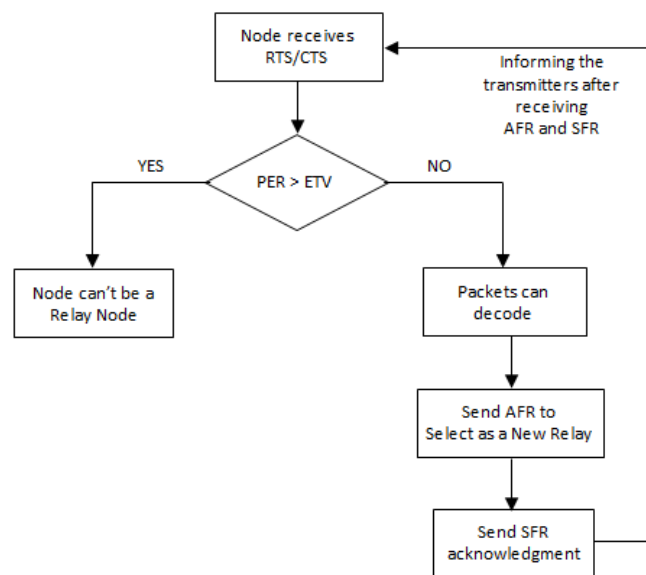 Node receives
RTS/CTS
Informing the
transmitters after
receiving
AFR and SFR
YES
PER > ETV
NO
Node can't be a
Relay Node
Packets can
decode
Send AFR to
Select as a New Relay
Send SFR
acknowledgment